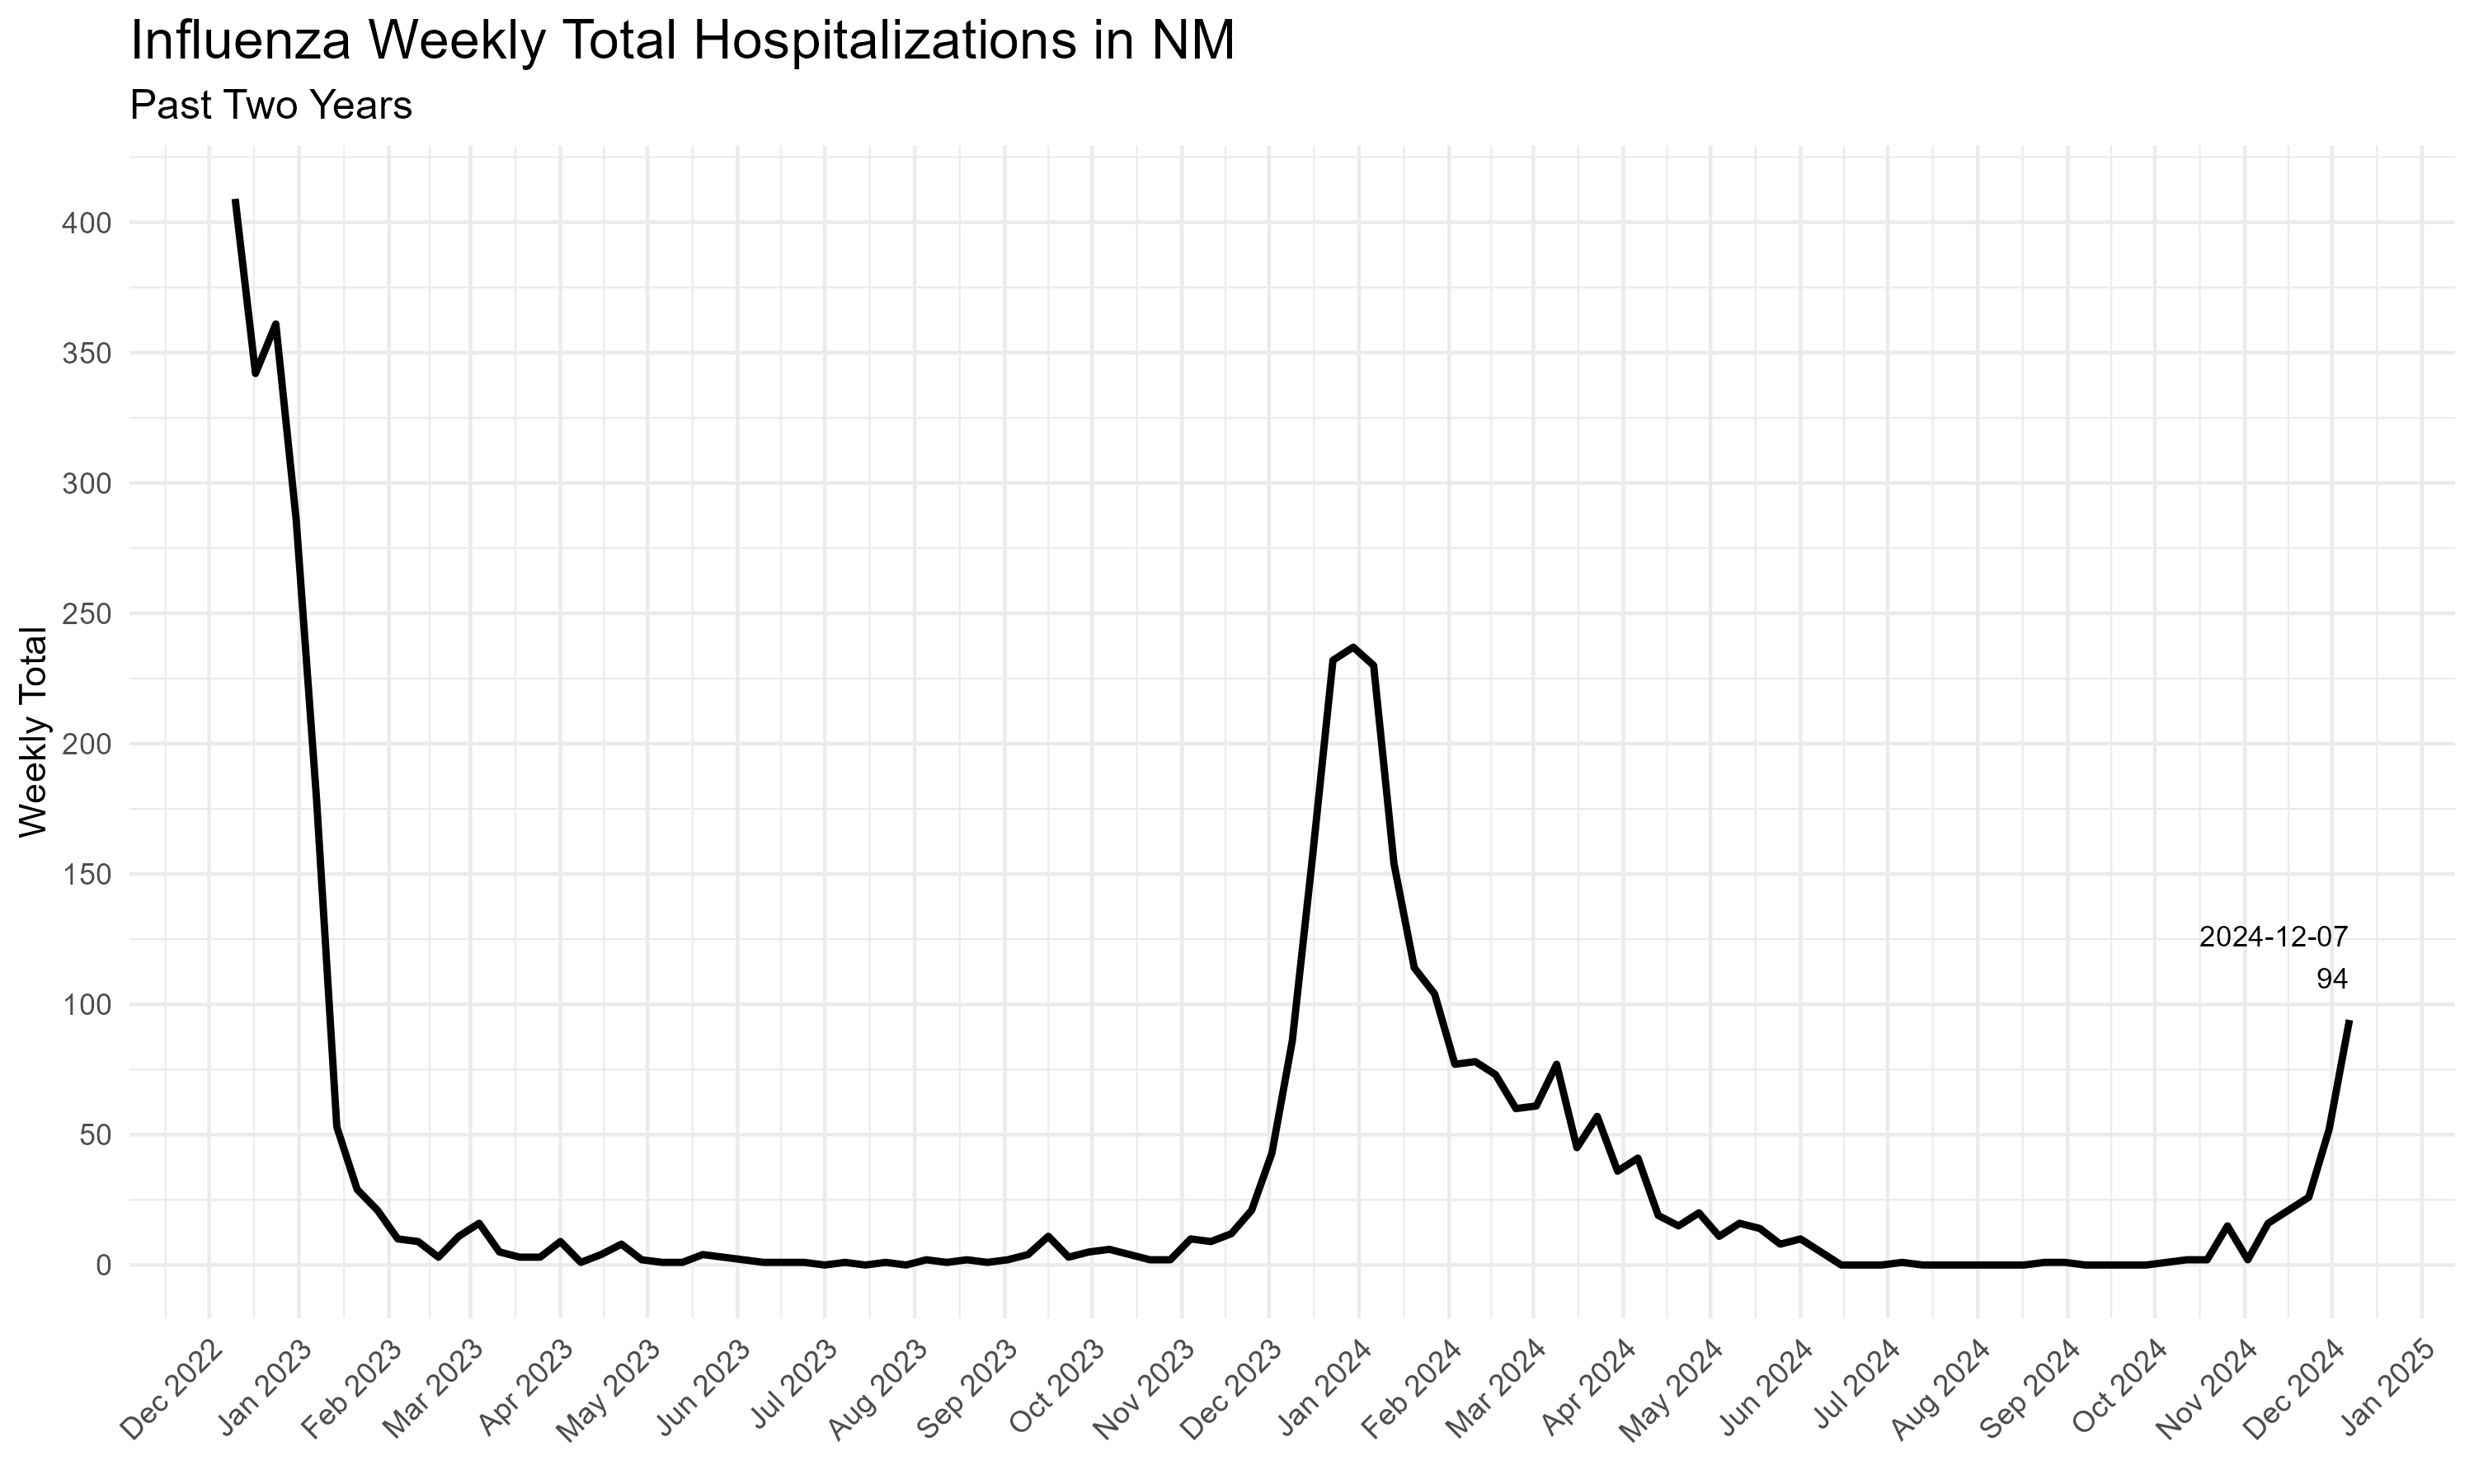 Influenza Weekly Total Hospitalizations in NM
Past Two Years
Weekly Total
400
350
300
250
200
150
100
50
0
2024-12-07
94
Dec 2022
Jan 2023
Feb 2023
Mar 2023
Apr 2023
May 2023
Jun 2023
Jul 2023
Aug 2023
Sep 2023
Oct 2023
Nov 2023
Dec 2023
Jan 2024
Feb 2024
Mar 2024
Apr 2024
May 2024
Jun 2024
Jul 2024
Aug 2024
Sep 2024
Oct 2024
Nov 2024
Dec 2024
Jan 2025